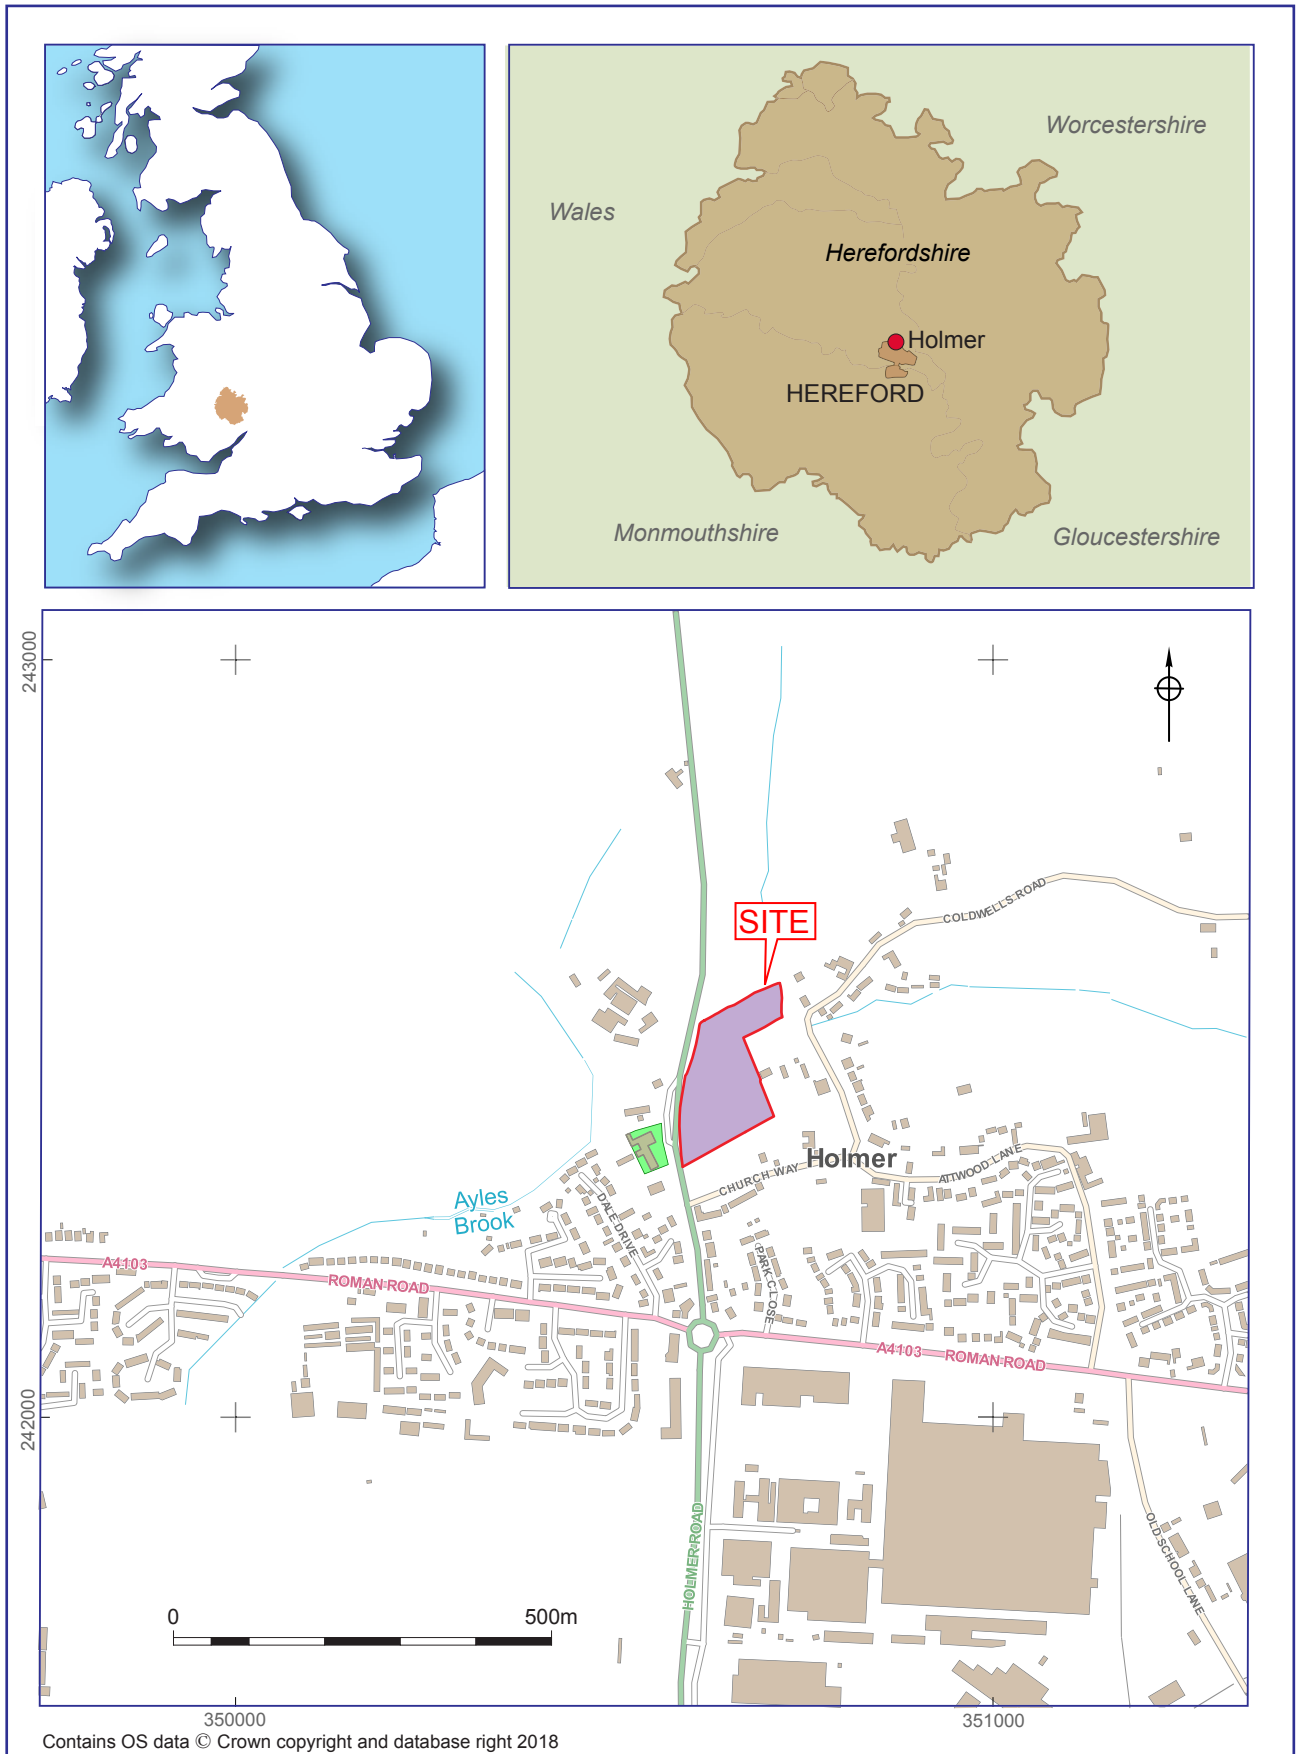 Worcestershire
Wales
Herefordshire
Holmer
HEREFORD
Monmouthshire
Gloucestershire
243000
COLDWELLS ROAD
SITE
Holmer
CHURCH WAY
ATTWOOD LANE
Ayles
Brook
DALE DRIVE
PARK CLOSE
A4103
ROMAN ROAD
A4103
ROMAN ROAD
242000
HOLMER ROAD
OLD SCHOOL LANE
0
500m
350000
351000
Contains OS data © Crown copyright and database right 2018